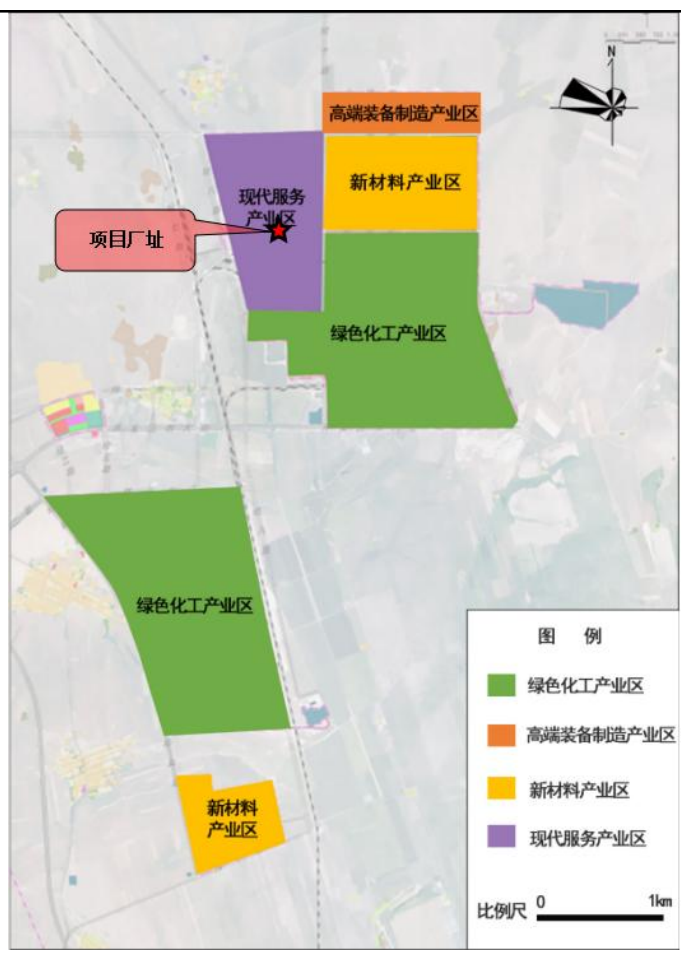 N
高端装备制造产业区
新材料产业区
现代服务
产业区
项目厂址
绿色化工产业区
绿色化工产业区
新材料
产业区
图 例
绿色化工产业区
高端装备制造产业区
新材料产业区
现代服务产业区
比例尺 0 1km